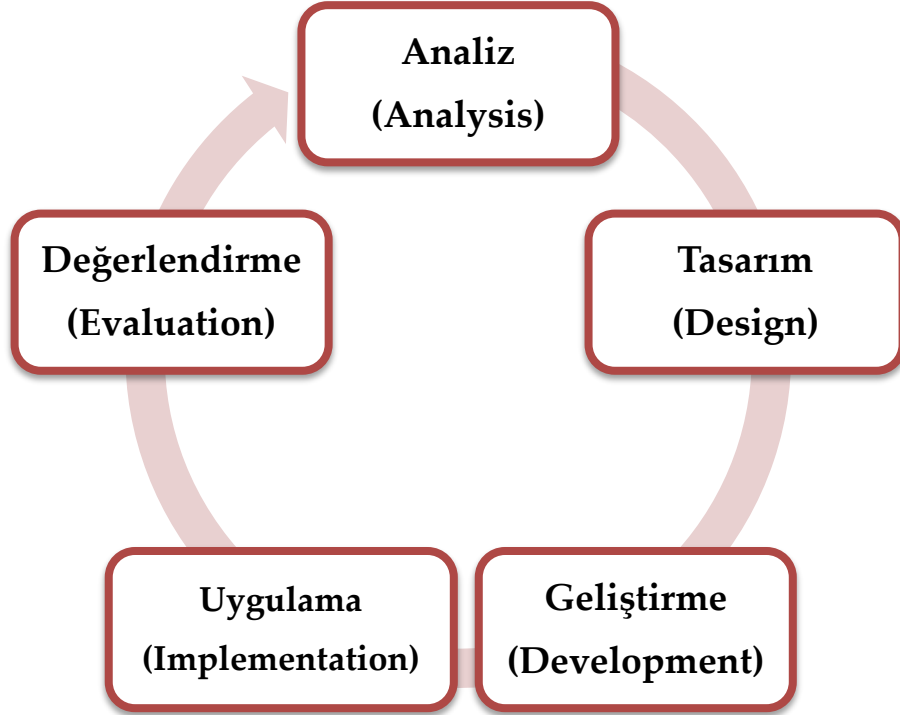 Analiz
(Analysis)
Tasarım
(Design)
Geliştirme
(Development)
Uygulama
(Implementation)
Değerlendirme
(Evaluation)